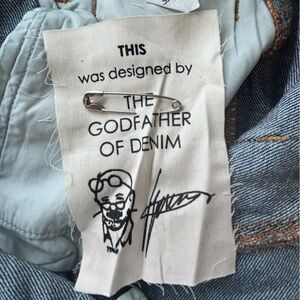 THIS
was designed by
THE
GODFATHER
OF DENIM